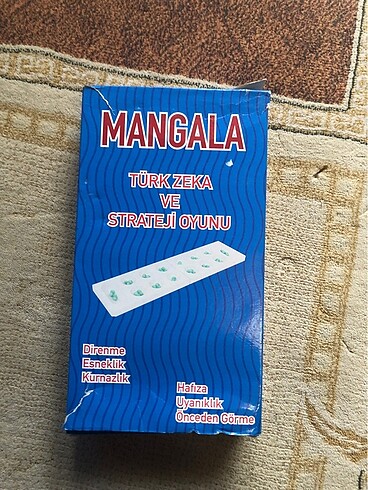 MANGALA
TÜRK ZEKA
VE
STRATEJİ OYUNU
Direnme
Esneklik
Kurnazlık
Hafıza
Uyanıklık
Önceden Görme